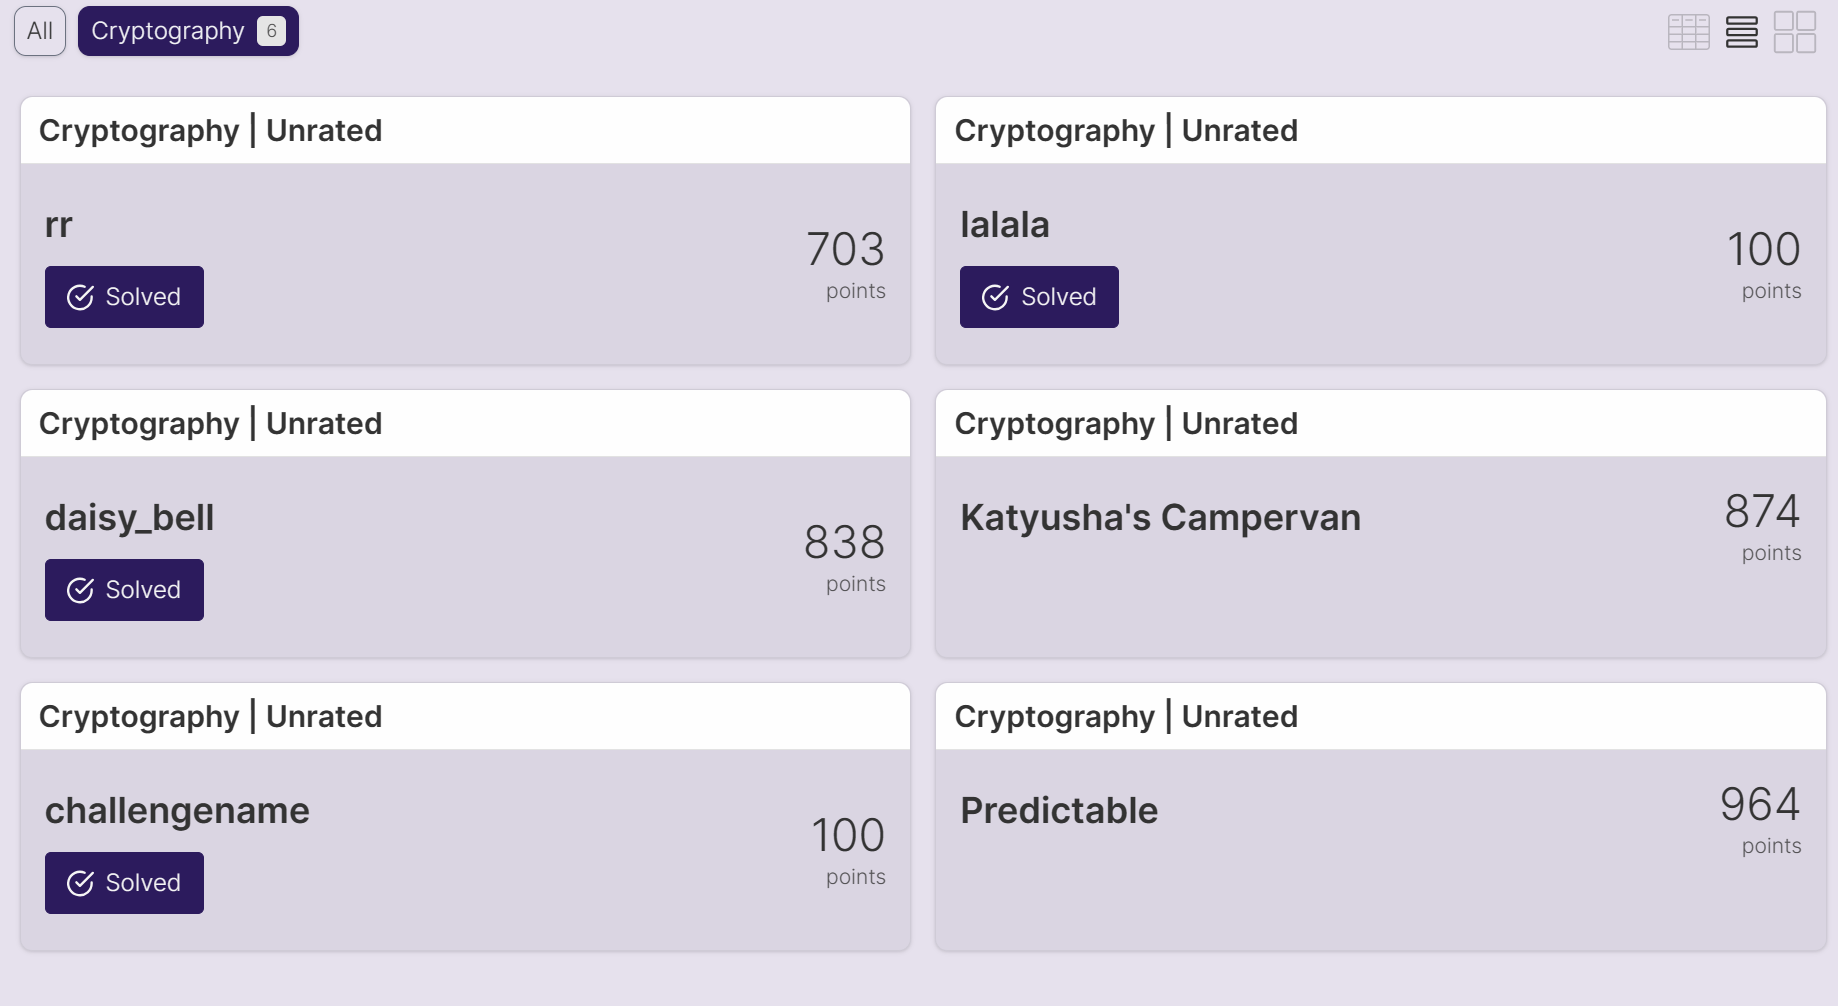 All
Cryptography 6
Cryptography | Unrated
rr
703
points
Solved
Cryptography | Unrated
lalala
100
points
Solved
Cryptography | Unrated
daisy_bell
838
points
Solved
Cryptography | Unrated
Katyusha's Campervan
874
points
Cryptography | Unrated
challengename
100
points
Solved
Cryptography | Unrated
Predictable
964
points